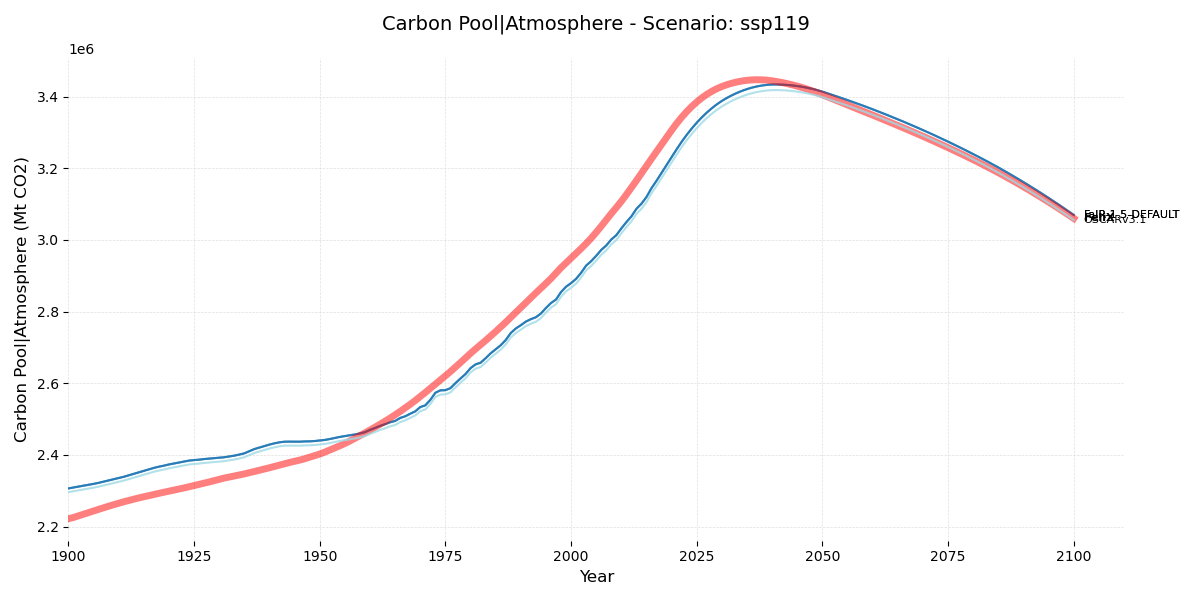 Carbon Pool|Atmosphere - Scenario: ssp119
1e6
Carbon Pool|Atmosphere (Mt CO2)
3.4
3.2
3.0
2.8
2.6
2.4
2.2
FaIR-1.5-DEFAULT
OSCARv3.1
1900
1925
1950
1975
2000
2025
2050
2075
2100
Year